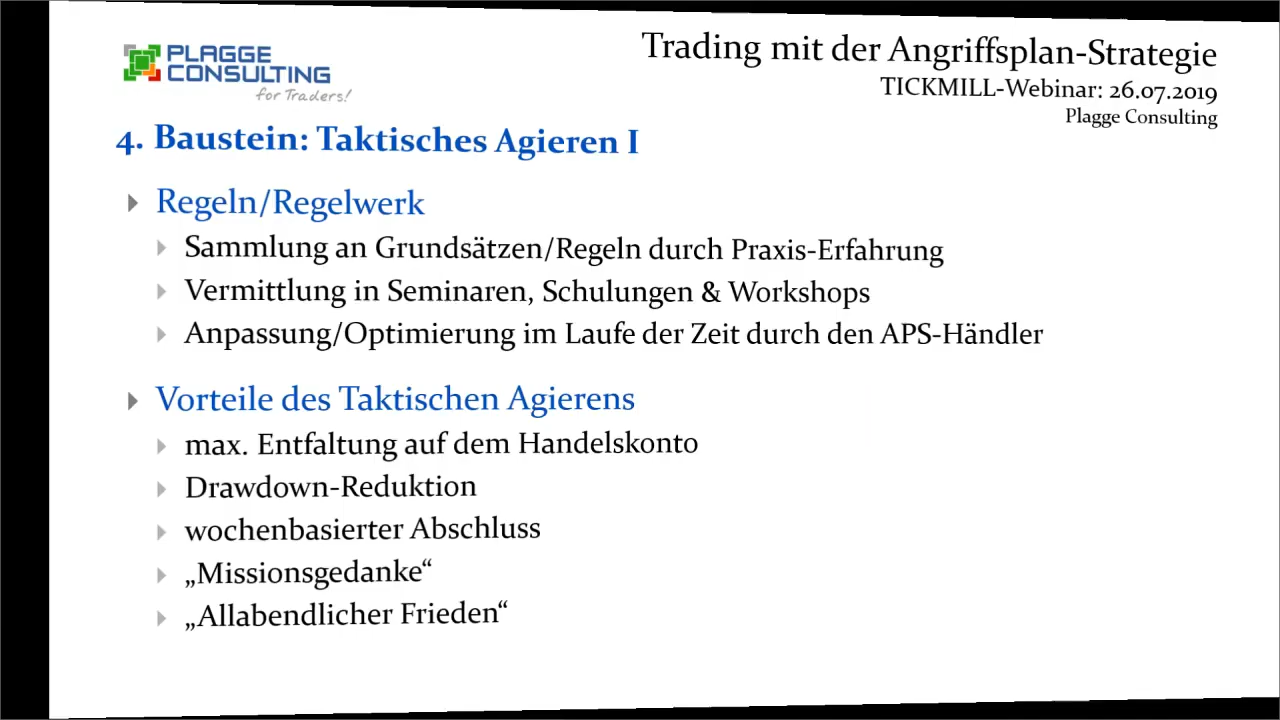 PLAGGE
CONSULTING
for Traders!
Trading mit der Angriffsplan-Strategie
TICKMILL-Webinar: 26.07.2019
Plagge Consulting
4. Baustein: Taktisches Agieren I
Regeln/Regelwerk
Sammlung an Grundsätzen/Regeln durch Praxis-Erfahrung
Vermittlung in Seminaren, Schulungen & Workshops
Anpassung/Optimierung im Laufe der Zeit durch den APS-Händler
Vorteile des Taktischen Agierens
max. Entfaltung auf dem Handelskonto
Drawdown-Reduktion
wochenbasierter Abschluss
„Missionsgedanke“
„Allabendlicher Frieden“